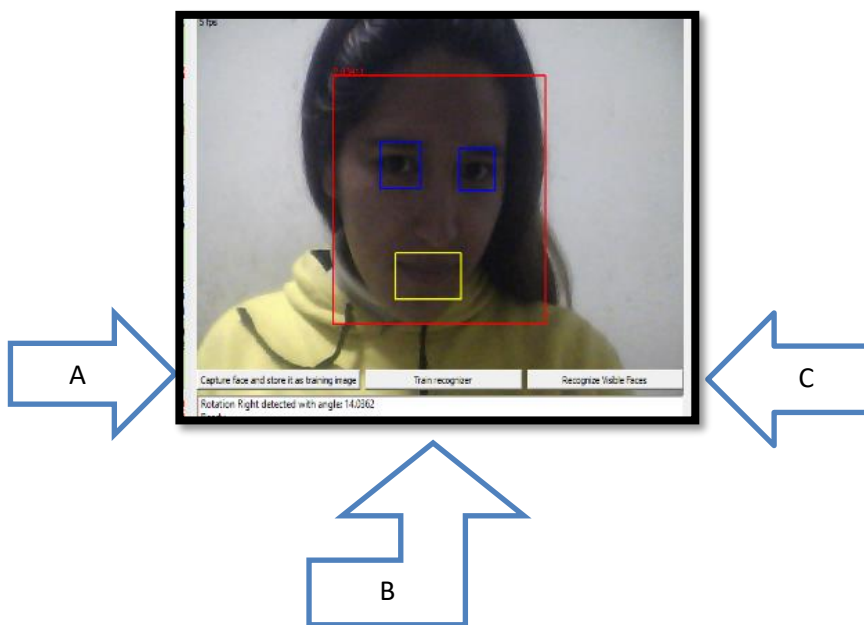 5 fps
A
Capture face and store it as training image
Train recognizer
Recognize Visible Faces
C
Rotation Right detected with angle: 14.0362
B